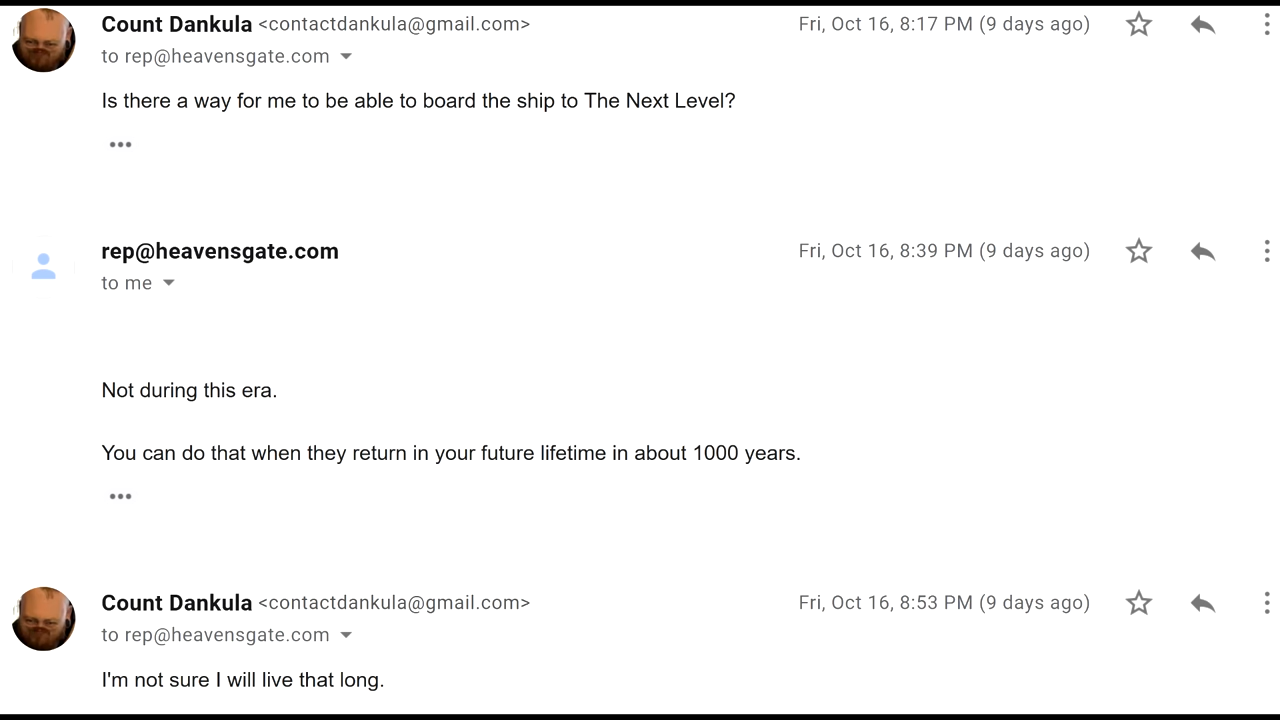 Count Dankula <contactdankula@gmail.com> Fri, Oct 16, 8:17 PM (9 days ago)
to rep@heavensgate.com
Is there a way for me to be able to board the ship to The Next Level?
•••
rep@heavensgate.com Fri, Oct 16, 8:39 PM (9 days ago)
to me
Not during this era.
You can do that when they return in your future lifetime in about 1000 years.
•••
Count Dankula <contactdankula@gmail.com> Fri, Oct 16, 8:53 PM (9 days ago)
to rep@heavensgate.com
I'm not sure I will live that long.